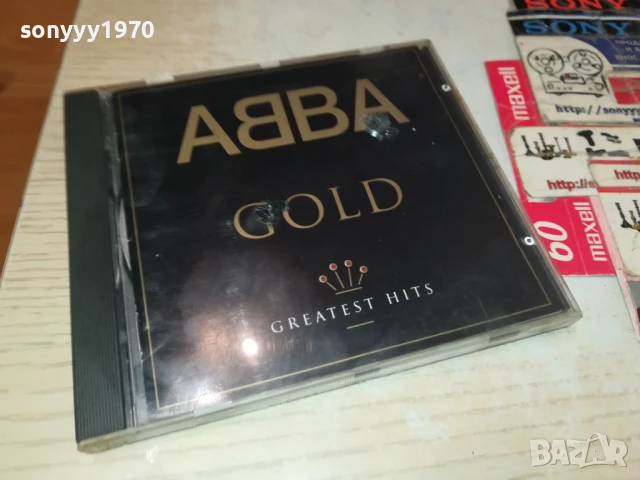 sonyyy1970
ABBA
GOLD
GREATEST HITS
SONY
SONY
http://sonyyy
maxell
http://s
http:
60
maxell
BAZAR